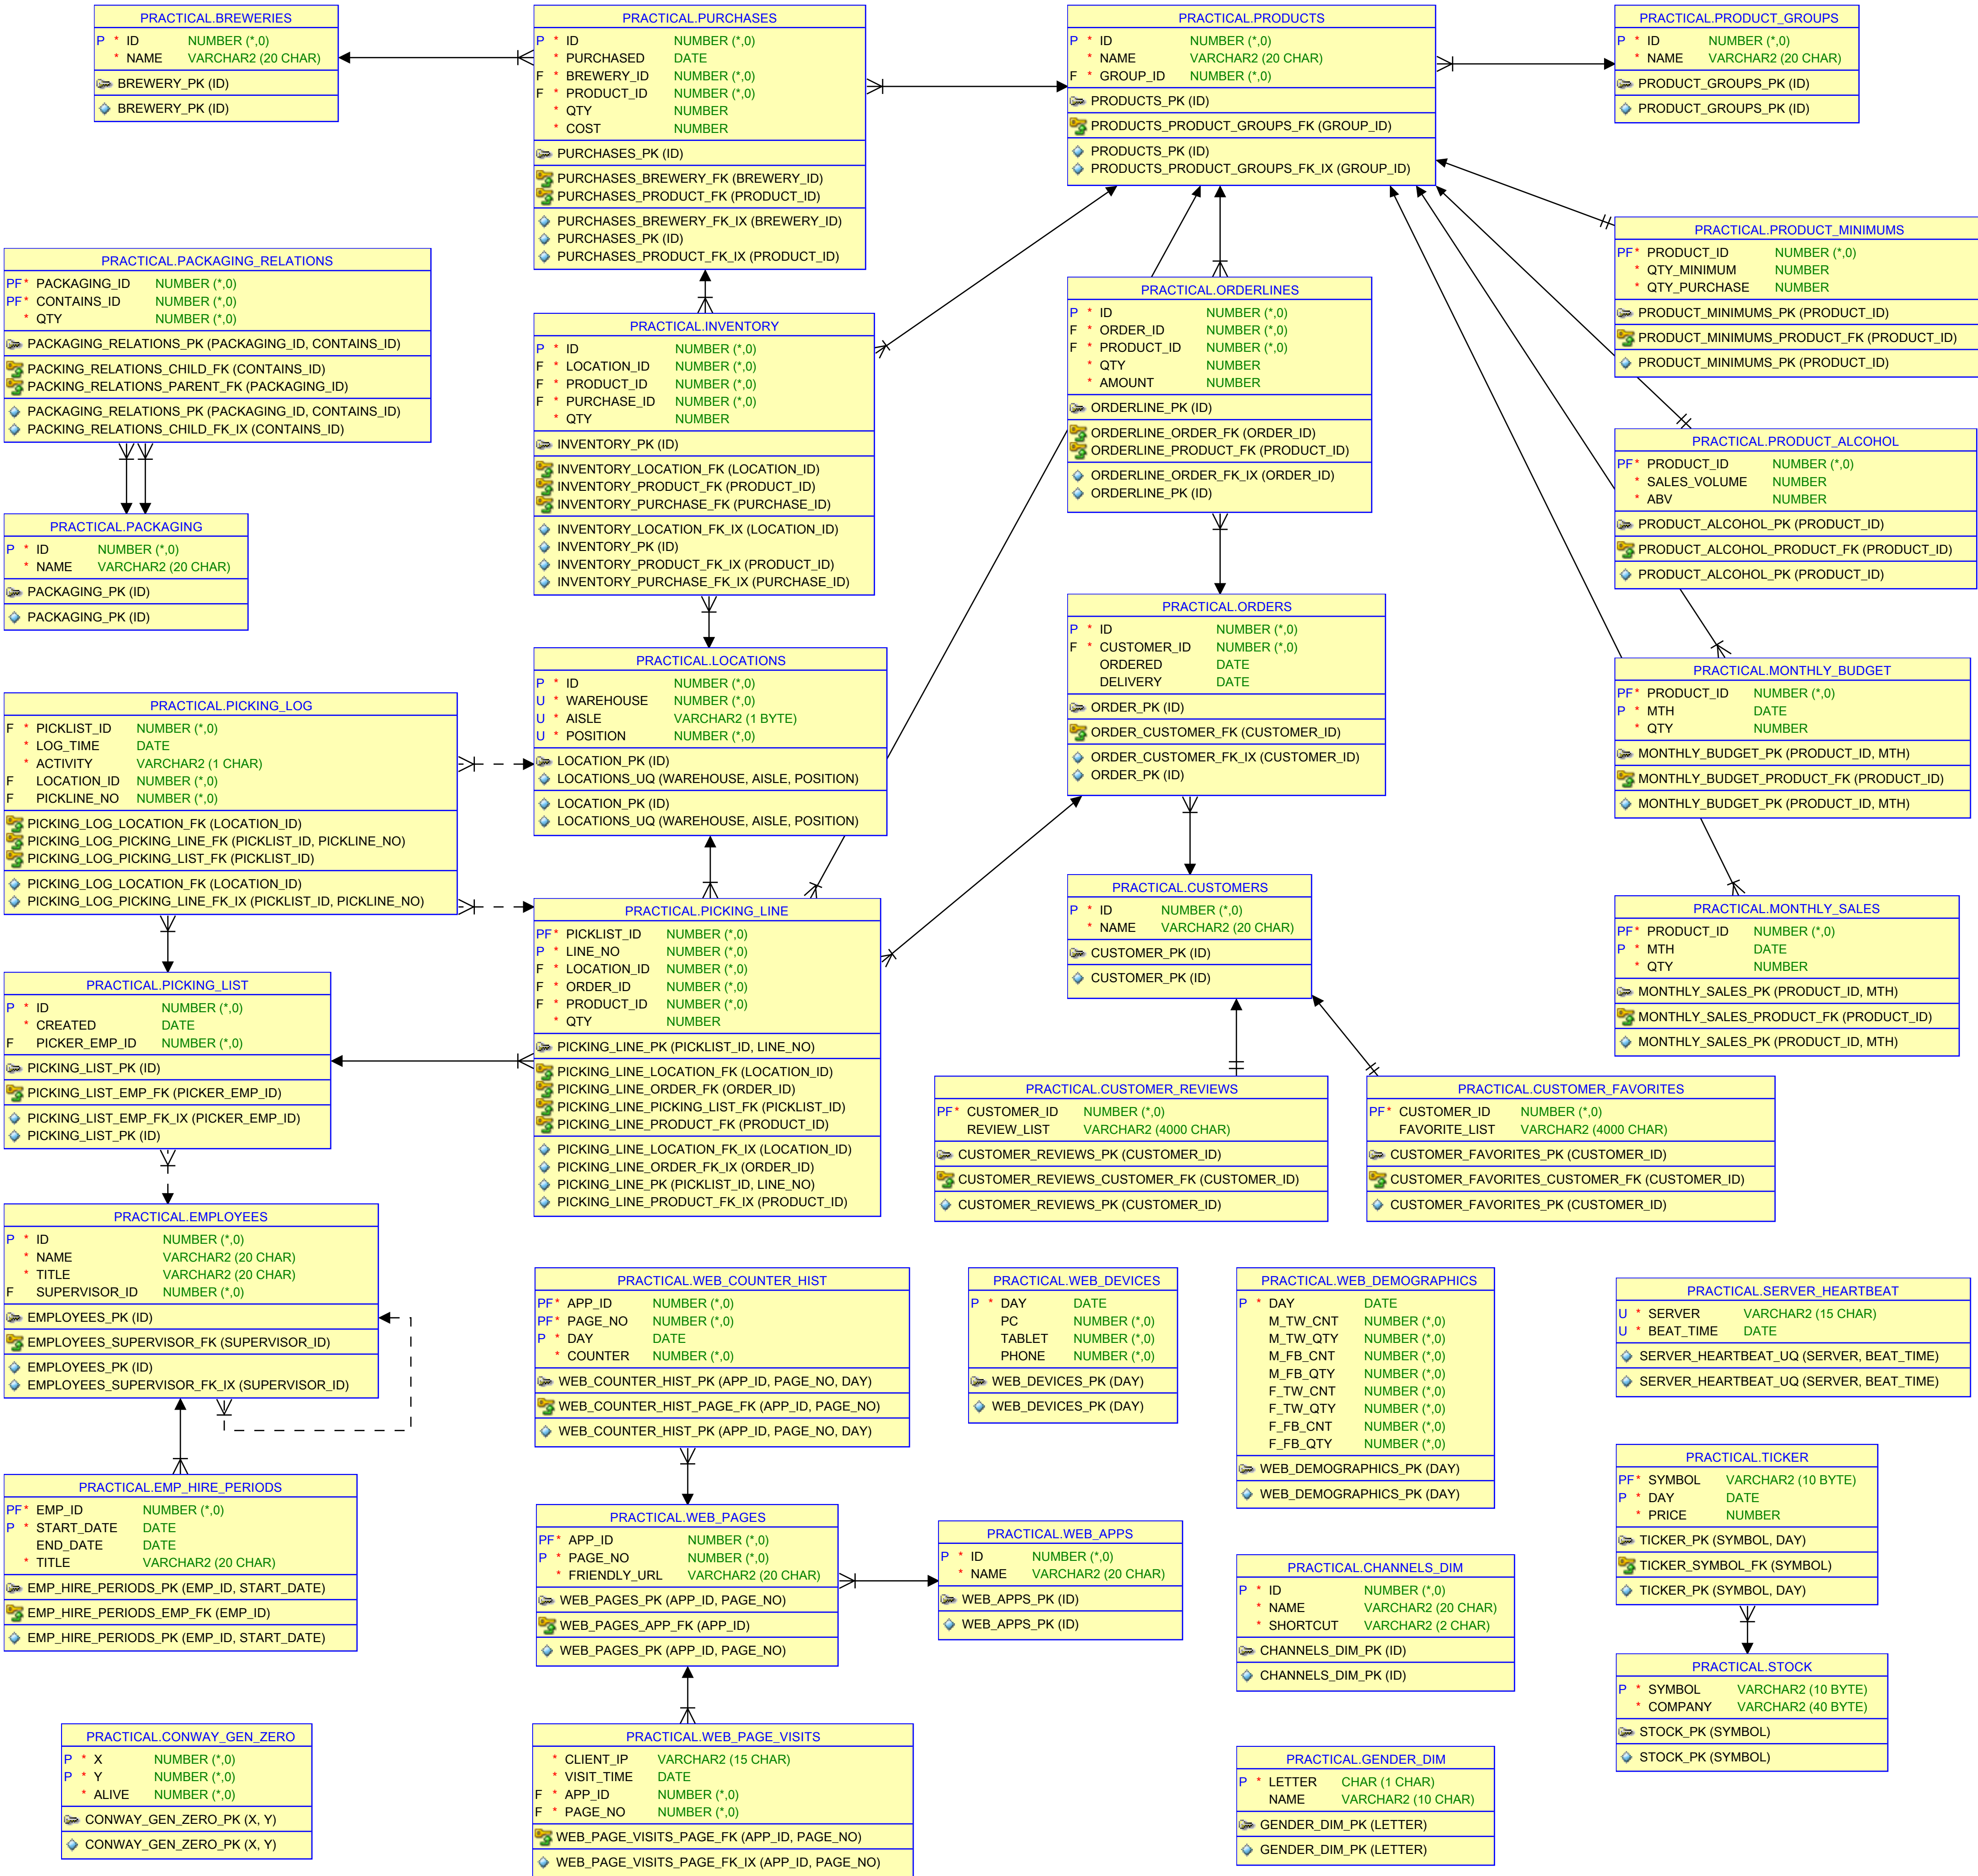 PRACTICAL.BREWERIES
P * ID NUMBER (*,0)
* NAME VARCHAR2 (20 CHAR)
BREWERY_PK (ID)
BREWERY_PK (ID)
PRACTICAL.PURCHASES
P * ID NUMBER (*,0)
* PURCHASED DATE
F * BREWERY_ID NUMBER (*,0)
F * PRODUCT_ID NUMBER (*,0)
* QTY NUMBER
* COST NUMBER
PURCHASES_PK (ID)
PURCHASES_BREWERY_FK (BREWERY_ID)
PURCHASES_PRODUCT_FK (PRODUCT_ID)
PURCHASES_BREWERY_FK_IX (BREWERY_ID)
PURCHASES_PK (ID)
PURCHASES_PRODUCT_FK_IX (PRODUCT_ID)
PRACTICAL.PRODUCTS
P * ID NUMBER (*,0)
* NAME VARCHAR2 (20 CHAR)
F * GROUP_ID NUMBER (*,0)
PRODUCTS_PK (ID)
PRODUCTS_PRODUCT_GROUPS_FK (GROUP_ID)
PRODUCTS_PK (ID)
PRODUCTS_PRODUCT_GROUPS_FK_IX (GROUP_ID)
PRACTICAL.PRODUCT_GROUPS
P * ID NUMBER (*,0)
* NAME VARCHAR2 (20 CHAR)
PRODUCT_GROUPS_PK (ID)
PRODUCT_GROUPS_PK (ID)
PRACTICAL.PRODUCT_MINIMUMS
PF* PRODUCT_ID NUMBER (*,0)
* QTY_MINIMUM NUMBER
* QTY_PURCHASE NUMBER
PRODUCT_MINIMUMS_PK (PRODUCT_ID)
PRODUCT_MINIMUMS_PRODUCT_FK (PRODUCT_ID)
PRODUCT_MINIMUMS_PK (PRODUCT_ID)
PRACTICAL.PACKAGING_RELATIONS
PF* PACKAGING_ID NUMBER (*,0)
PF* CONTAINS_ID NUMBER (*,0)
* QTY NUMBER (*,0)
PACKAGING_RELATIONS_PK (PACKAGING_ID, CONTAINS_ID)
PACKING_RELATIONS_CHILD_FK (CONTAINS_ID)
PACKING_RELATIONS_PARENT_FK (PACKAGING_ID)
PACKAGING_RELATIONS_PK (PACKAGING_ID, CONTAINS_ID)
PACKING_RELATIONS_CHILD_FK_IX (CONTAINS_ID)
PRACTICAL.INVENTORY
P * ID NUMBER (*,0)
F * LOCATION_ID NUMBER (*,0)
F * PRODUCT_ID NUMBER (*,0)
F * PURCHASE_ID NUMBER (*,0)
* QTY NUMBER
INVENTORY_PK (ID)
INVENTORY_LOCATION_FK (LOCATION_ID)
INVENTORY_PRODUCT_FK (PRODUCT_ID)
INVENTORY_PURCHASE_FK (PURCHASE_ID)
INVENTORY_LOCATION_FK_IX (LOCATION_ID)
INVENTORY_PK (ID)
INVENTORY_PRODUCT_FK_IX (PRODUCT_ID)
INVENTORY_PURCHASE_FK_IX (PURCHASE_ID)
PRACTICAL.ORDERLINES
P * ID NUMBER (*,0)
F * ORDER_ID NUMBER (*,0)
F * PRODUCT_ID NUMBER (*,0)
* QTY NUMBER
* AMOUNT NUMBER
ORDERLINE_PK (ID)
ORDERLINE_ORDER_FK (ORDER_ID)
ORDERLINE_PRODUCT_FK (PRODUCT_ID)
ORDERLINE_ORDER_FK_IX (ORDER_ID)
ORDERLINE_PK (ID)
PRACTICAL.PRODUCT_ALCOHOL
PF* PRODUCT_ID NUMBER (*,0)
* SALES_VOLUME NUMBER
* ABV NUMBER
PRODUCT_ALCOHOL_PK (PRODUCT_ID)
PRODUCT_ALCOHOL_PRODUCT_FK (PRODUCT_ID)
PRODUCT_ALCOHOL_PK (PRODUCT_ID)
PRACTICAL.PACKAGING
P * ID NUMBER (*,0)
* NAME VARCHAR2 (20 CHAR)
PACKAGING_PK (ID)
PACKAGING_PK (ID)
PRACTICAL.LOCATIONS
P * ID NUMBER (*,0)
U * WAREHOUSE NUMBER (*,0)
U * AISLE VARCHAR2 (1 BYTE)
U * POSITION NUMBER (*,0)
LOCATION_PK (ID)
LOCATIONS_UQ (WAREHOUSE, AISLE, POSITION)
LOCATION_PK (ID)
LOCATIONS_UQ (WAREHOUSE, AISLE, POSITION)
PRACTICAL.ORDERS
P * ID NUMBER (*,0)
F * CUSTOMER_ID NUMBER (*,0)
ORDERED DATE
DELIVERY DATE
ORDER_PK (ID)
ORDER_CUSTOMER_FK (CUSTOMER_ID)
ORDER_CUSTOMER_FK_IX (CUSTOMER_ID)
ORDER_PK (ID)
PRACTICAL.MONTHLY_BUDGET
PF* PRODUCT_ID NUMBER (*,0)
P * MTH DATE
* QTY NUMBER
MONTHLY_BUDGET_PK (PRODUCT_ID, MTH)
MONTHLY_BUDGET_PRODUCT_FK (PRODUCT_ID)
MONTHLY_BUDGET_PK (PRODUCT_ID, MTH)
PRACTICAL.PICKING_LOG
F * PICKLIST_ID NUMBER (*,0)
* LOG_TIME DATE
* ACTIVITY VARCHAR2 (1 CHAR)
F LOCATION_ID NUMBER (*,0)
F PICKLINE_NO NUMBER (*,0)
PICKING_LOG_LOCATION_FK (LOCATION_ID)
PICKING_LOG_PICKING_LINE_FK (PICKLIST_ID, PICKLINE_NO)
PICKING_LOG_PICKING_LIST_FK (PICKLIST_ID)
PICKING_LOG_LOCATION_FK (LOCATION_ID)
PICKING_LOG_PICKING_LINE_FK_IX (PICKLIST_ID, PICKLINE_NO)
PRACTICAL.PICKING_LINE
PF* PICKLIST_ID NUMBER (*,0)
P * LINE_NO NUMBER (*,0)
F * LOCATION_ID NUMBER (*,0)
F * ORDER_ID NUMBER (*,0)
F * PRODUCT_ID NUMBER (*,0)
* QTY NUMBER
PICKING_LINE_PK (PICKLIST_ID, LINE_NO)
PICKING_LINE_LOCATION_FK (LOCATION_ID)
PICKING_LINE_ORDER_FK (ORDER_ID)
PICKING_LINE_PICKING_LIST_FK (PICKLIST_ID)
PICKING_LINE_PRODUCT_FK (PRODUCT_ID)
PICKING_LINE_LOCATION_FK_IX (LOCATION_ID)
PICKING_LINE_ORDER_FK_IX (ORDER_ID)
PICKING_LINE_PK (PICKLIST_ID, LINE_NO)
PICKING_LINE_PRODUCT_FK_IX (PRODUCT_ID)
PRACTICAL.CUSTOMERS
P * ID NUMBER (*,0)
* NAME VARCHAR2 (20 CHAR)
CUSTOMER_PK (ID)
CUSTOMER_PK (ID)
PRACTICAL.MONTHLY_SALES
PF* PRODUCT_ID NUMBER (*,0)
P * MTH DATE
* QTY NUMBER
MONTHLY_SALES_PK (PRODUCT_ID, MTH)
MONTHLY_SALES_PRODUCT_FK (PRODUCT_ID)
MONTHLY_SALES_PK (PRODUCT_ID, MTH)
PRACTICAL.PICKING_LIST
P * ID NUMBER (*,0)
* CREATED DATE
F PICKER_EMP_ID NUMBER (*,0)
PICKING_LIST_PK (ID)
PICKING_LIST_EMP_FK (PICKER_EMP_ID)
PICKING_LIST_EMP_FK_IX (PICKER_EMP_ID)
PICKING_LIST_PK (ID)
PRACTICAL.CUSTOMER_REVIEWS
PF* CUSTOMER_ID NUMBER (*,0)
REVIEW_LIST VARCHAR2 (4000 CHAR)
CUSTOMER_REVIEWS_PK (CUSTOMER_ID)
CUSTOMER_REVIEWS_CUSTOMER_FK (CUSTOMER_ID)
CUSTOMER_REVIEWS_PK (CUSTOMER_ID)
PRACTICAL.CUSTOMER_FAVORITES
PF* CUSTOMER_ID NUMBER (*,0)
FAVORITE_LIST VARCHAR2 (4000 CHAR)
CUSTOMER_FAVORITES_PK (CUSTOMER_ID)
CUSTOMER_FAVORITES_CUSTOMER_FK (CUSTOMER_ID)
CUSTOMER_FAVORITES_PK (CUSTOMER_ID)
PRACTICAL.EMPLOYEES
P * ID NUMBER (*,0)
* NAME VARCHAR2 (20 CHAR)
* TITLE VARCHAR2 (20 CHAR)
F SUPERVISOR_ID NUMBER (*,0)
EMPLOYEES_PK (ID)
EMPLOYEES_SUPERVISOR_FK (SUPERVISOR_ID)
EMPLOYEES_PK (ID)
EMPLOYEES_SUPERVISOR_FK_IX (SUPERVISOR_ID)
PRACTICAL.WEB_COUNTER_HIST
PF* APP_ID NUMBER (*,0)
PF* PAGE_NO NUMBER (*,0)
P * DAY DATE
* COUNTER NUMBER (*,0)
WEB_COUNTER_HIST_PK (APP_ID, PAGE_NO, DAY)
WEB_COUNTER_HIST_PAGE_FK (APP_ID, PAGE_NO)
WEB_COUNTER_HIST_PK (APP_ID, PAGE_NO, DAY)
PRACTICAL.WEB_DEVICES
P * DAY DATE
PC NUMBER (*,0)
TABLET NUMBER (*,0)
PHONE NUMBER (*,0)
WEB_DEVICES_PK (DAY)
WEB_DEVICES_PK (DAY)
PRACTICAL.WEB_DEMOGRAPHICS
P * DAY DATE
M_TW_CNT NUMBER (*,0)
M_TW_QTY NUMBER (*,0)
M_FB_CNT NUMBER (*,0)
M_FB_QTY NUMBER (*,0)
F_TW_CNT NUMBER (*,0)
F_TW_QTY NUMBER (*,0)
F_FB_CNT NUMBER (*,0)
F_FB_QTY NUMBER (*,0)
WEB_DEMOGRAPHICS_PK (DAY)
WEB_DEMOGRAPHICS_PK (DAY)
PRACTICAL.SERVER_HEARTBEAT
U * SERVER VARCHAR2 (15 CHAR)
U * BEAT_TIME DATE
SERVER_HEARTBEAT_UQ (SERVER, BEAT_TIME)
SERVER_HEARTBEAT_UQ (SERVER, BEAT_TIME)
PRACTICAL.EMP_HIRE_PERIODS
PF* EMP_ID NUMBER (*,0)
P * START_DATE DATE
END_DATE DATE
* TITLE VARCHAR2 (20 CHAR)
EMP_HIRE_PERIODS_PK (EMP_ID, START_DATE)
EMP_HIRE_PERIODS_EMP_FK (EMP_ID)
EMP_HIRE_PERIODS_PK (EMP_ID, START_DATE)
PRACTICAL.WEB_PAGES
PF* APP_ID NUMBER (*,0)
P * PAGE_NO NUMBER (*,0)
* FRIENDLY_URL VARCHAR2 (20 CHAR)
WEB_PAGES_PK (APP_ID, PAGE_NO)
WEB_PAGES_APP_FK (APP_ID)
WEB_PAGES_PK (APP_ID, PAGE_NO)
PRACTICAL.WEB_APPS
P * ID NUMBER (*,0)
* NAME VARCHAR2 (20 CHAR)
WEB_APPS_PK (ID)
WEB_APPS_PK (ID)
PRACTICAL.CHANNELS_DIM
P * ID NUMBER (*,0)
* NAME VARCHAR2 (20 CHAR)
* SHORTCUT VARCHAR2 (2 CHAR)
CHANNELS_DIM_PK (ID)
CHANNELS_DIM_PK (ID)
PRACTICAL.TICKER
PF* SYMBOL VARCHAR2 (10 BYTE)
P * DAY DATE
* PRICE NUMBER
TICKER_PK (SYMBOL, DAY)
TICKER_SYMBOL_FK (SYMBOL)
TICKER_PK (SYMBOL, DAY)
PRACTICAL.STOCK
P * SYMBOL VARCHAR2 (10 BYTE)
* COMPANY VARCHAR2 (40 BYTE)
STOCK_PK (SYMBOL)
STOCK_PK (SYMBOL)
PRACTICAL.CONWAY_GEN_ZERO
P * X NUMBER (*,0)
P * Y NUMBER (*,0)
* ALIVE NUMBER (*,0)
CONWAY_GEN_ZERO_PK (X, Y)
CONWAY_GEN_ZERO_PK (X, Y)
PRACTICAL.WEB_PAGE_VISITS
* CLIENT_IP VARCHAR2 (15 CHAR)
* VISIT_TIME DATE
F * APP_ID NUMBER (*,0)
F * PAGE_NO NUMBER (*,0)
WEB_PAGE_VISITS_PAGE_FK (APP_ID, PAGE_NO)
WEB_PAGE_VISITS_PAGE_FK_IX (APP_ID, PAGE_NO)
PRACTICAL.GENDER_DIM
P * LETTER CHAR (1 CHAR)
NAME VARCHAR2 (10 CHAR)
GENDER_DIM_PK (LETTER)
GENDER_DIM_PK (LETTER)